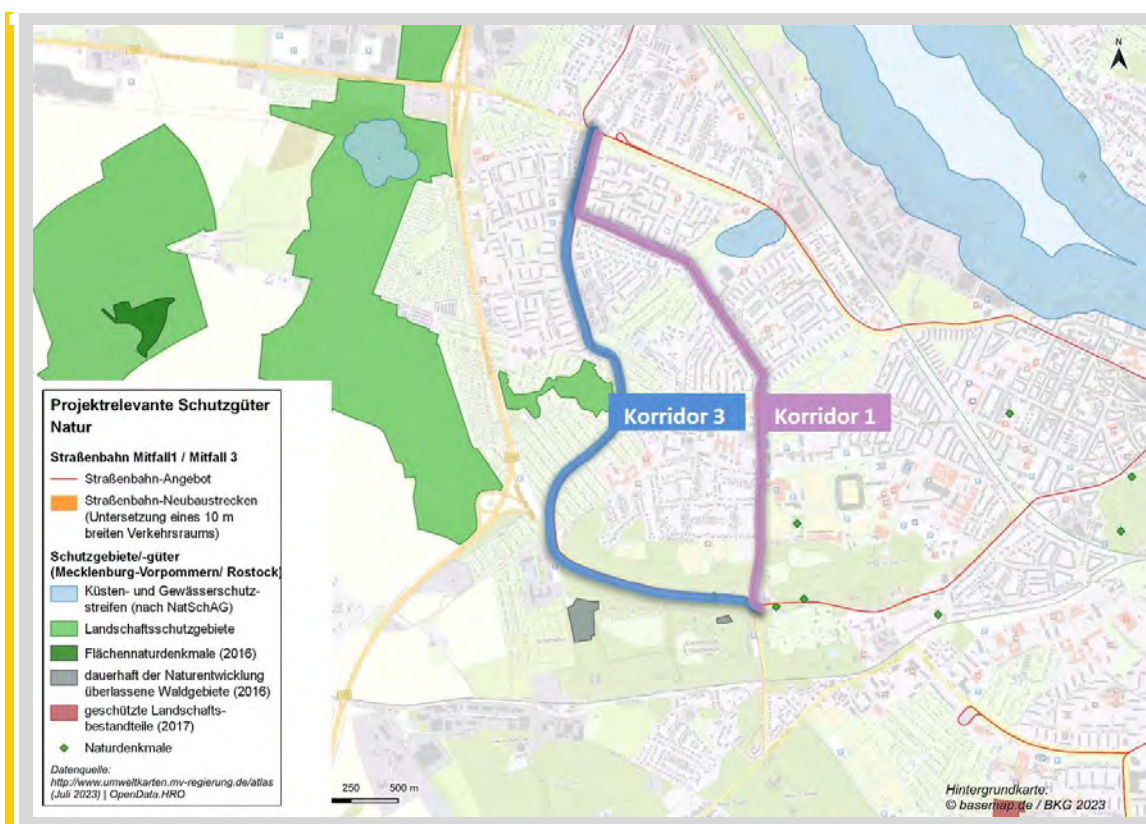 N
Korridor 3
Korridor 1
Projektrelevante Schutzgüter
Natur
Straßenbahn Mitfall1 / Mitfall 3
Straßenbahn-Angebot
Straßenbahn-Neubaustrecken
(Untersetzung eines 10 m
breiten Verkehrsraums)
Schutzgebiete/-güter
(Mecklenburg-Vorpommern/ Rostock)
Küsten- und Gewässerschutz-
streifen (nach NatSchAG)
Landschaftsschutzgebiete
Flächennaturdenkmale (2016)
dauerhaft der Naturentwicklung
überlassene Waldgebiete (2016)
geschützte Landschafts-
bestandteile (2017)
Naturdenkmale
Datenquelle:
http://www.umweltkarten.mv-regierung.de/atlas
(Juli 2023) | OpenData.HRO
250 500 m
Hintergrundkarte:
© basemap.de / BKG 2023